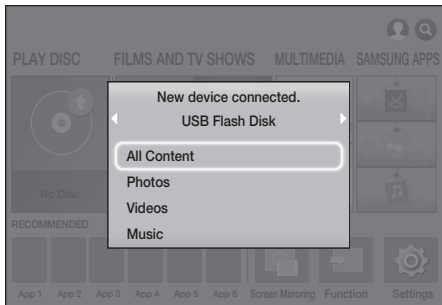 PLAY DISC FILMS AND TV SHOWS MULTIMEDIA SAMSUNG APPS
New device connected.
USB Flash Disk
All Content
Photos
Videos
Music
No Disc
RECOMMENDED
App 1 App 2 App 3 App 4 App 5 App 6 Screen Mirroring Function Settings